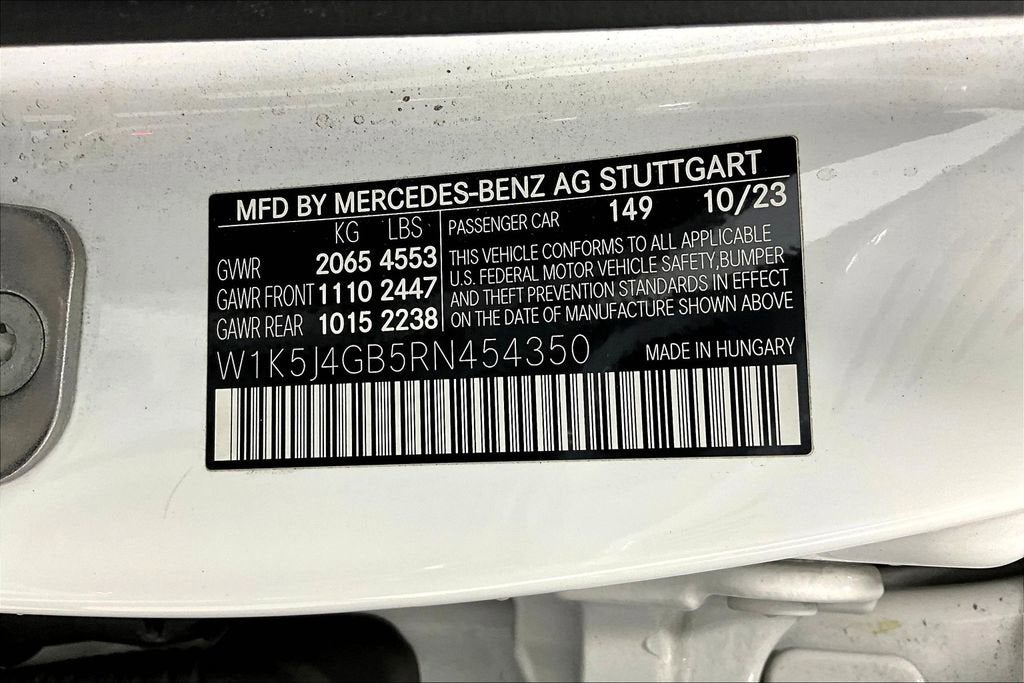 MFD BY MERCEDES-BENZ AG STUTTGART
KG LBS
GVWR 2065 4553
GAWR FRONT 1110 2447
GAWR REAR 1015 2238
PASSENGER CAR 149 10/23
THIS VEHICLE CONFORMS TO ALL APPLICABLE
U.S. FEDERAL MOTOR VEHICLE SAFETY,BUMPER
AND THEFT PREVENTION STANDARDS IN EFFECT
ON THE DATE OF MANUFACTURE SHOWN ABOVE
W1K5J4GB5RN454350
MADE IN HUNGARY